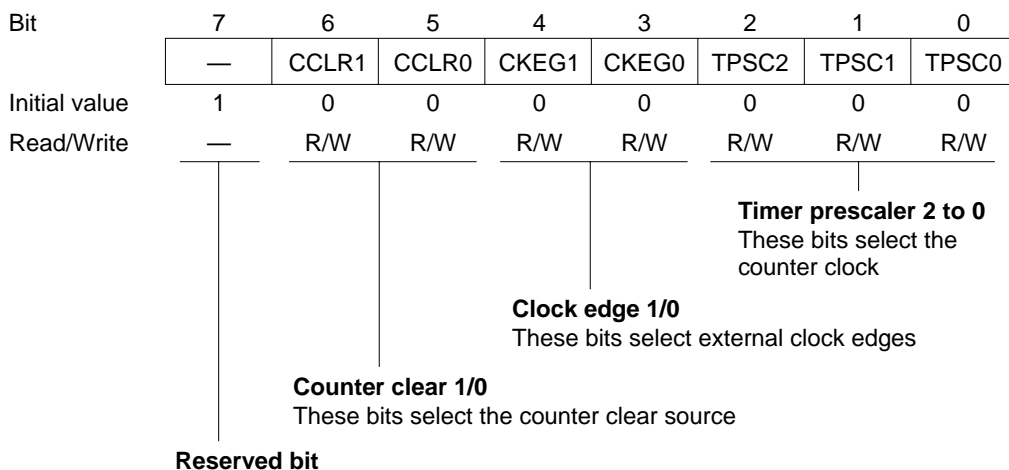 Bit 7 6 5 4 3 2 1 0
— CCLR1 CCLR0 CKEG1 CKEG0 TPSC2 TPSC1 TPSC0
Initial value 1 0 0 0 0 0 0 0
Read/Write — R/W R/W R/W R/W R/W R/W R/W
Timer prescaler 2 to 0
These bits select the
counter clock
Clock edge 1/0
These bits select external clock edges
Counter clear 1/0
These bits select the counter clear source
Reserved bit